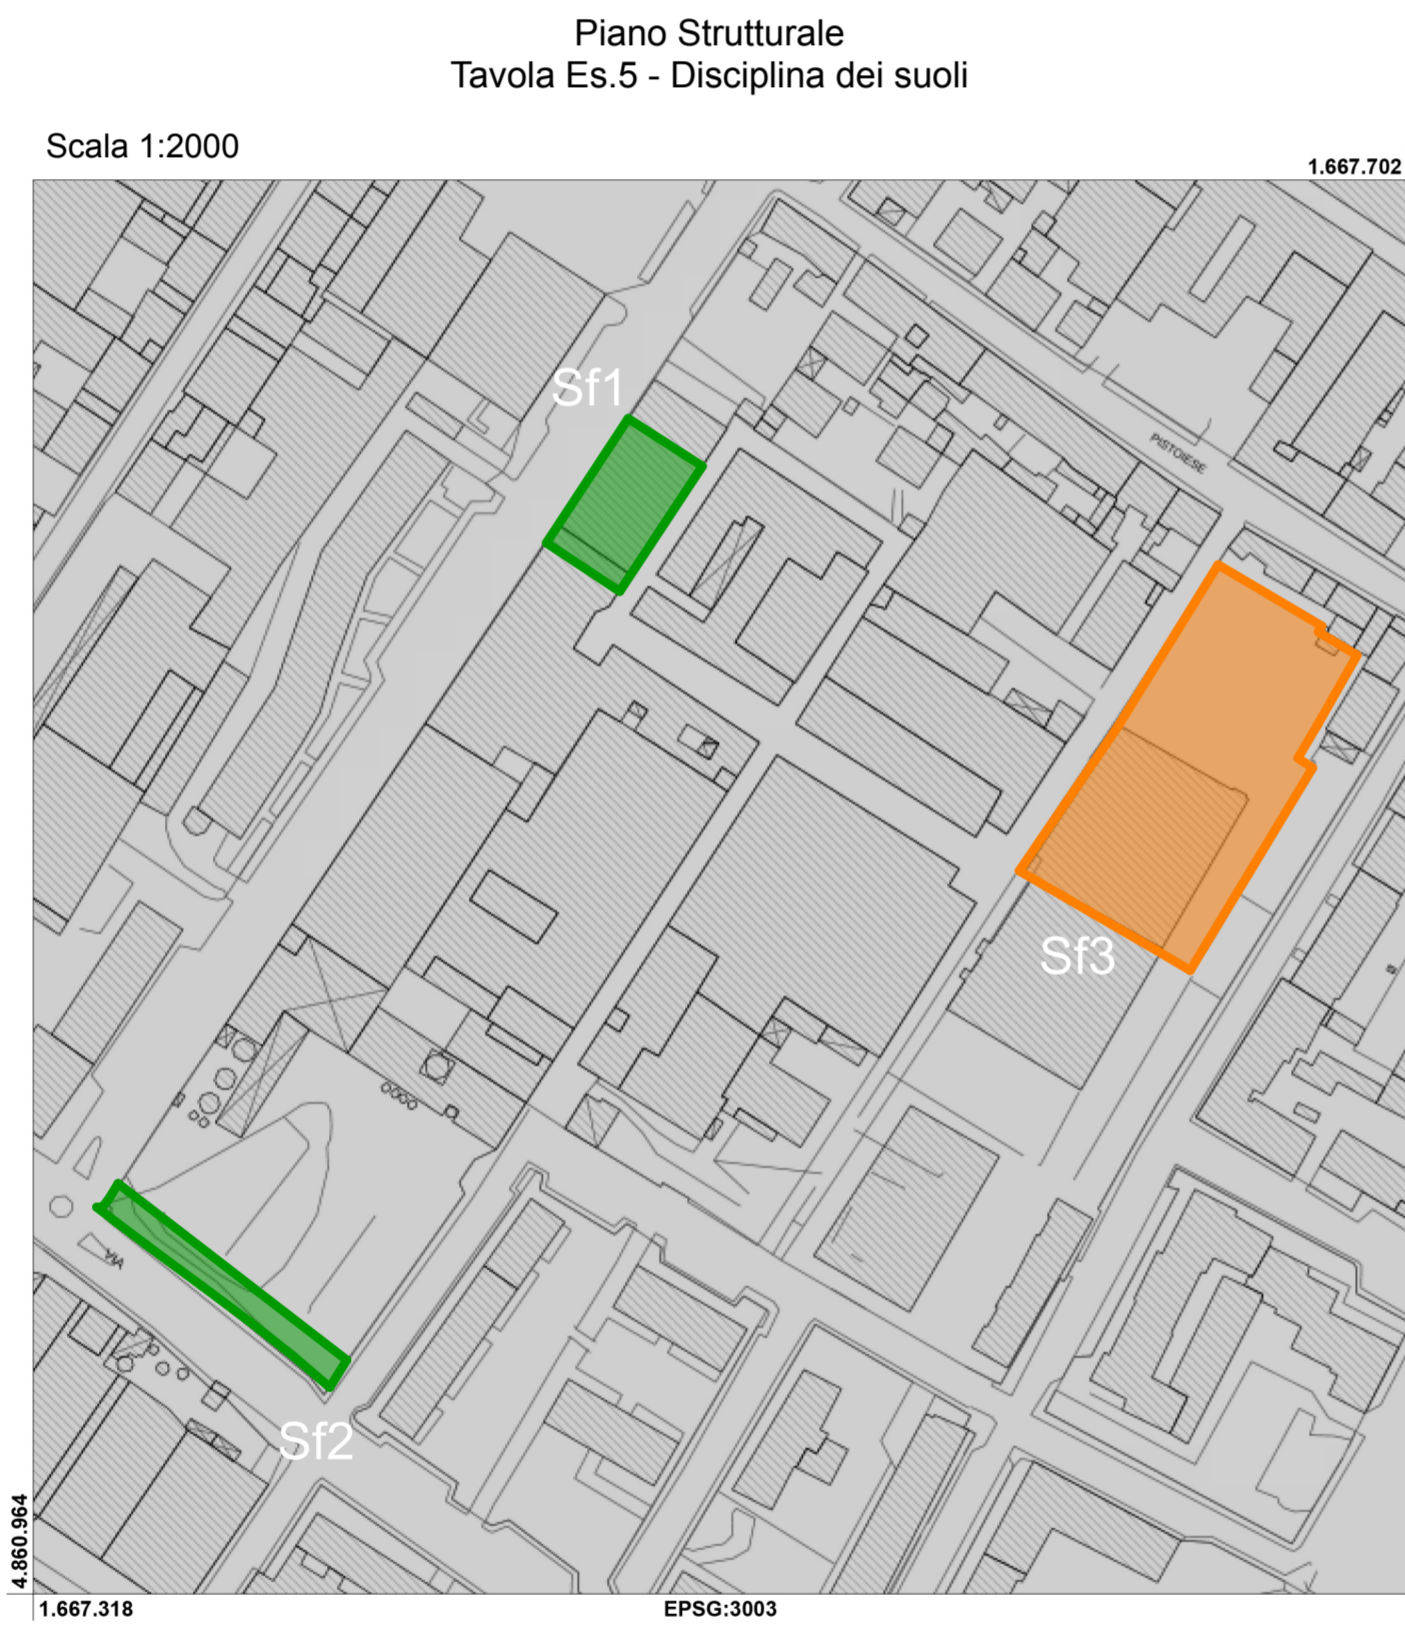 Piano Strutturale
Tavola Es.5 - Disciplina dei suoli
Scala 1:2000
1.667.702
Sf1
PISTOIESE
Sf3
VIA
Sf2
4.860.964
1.667.318
EPSG:3003